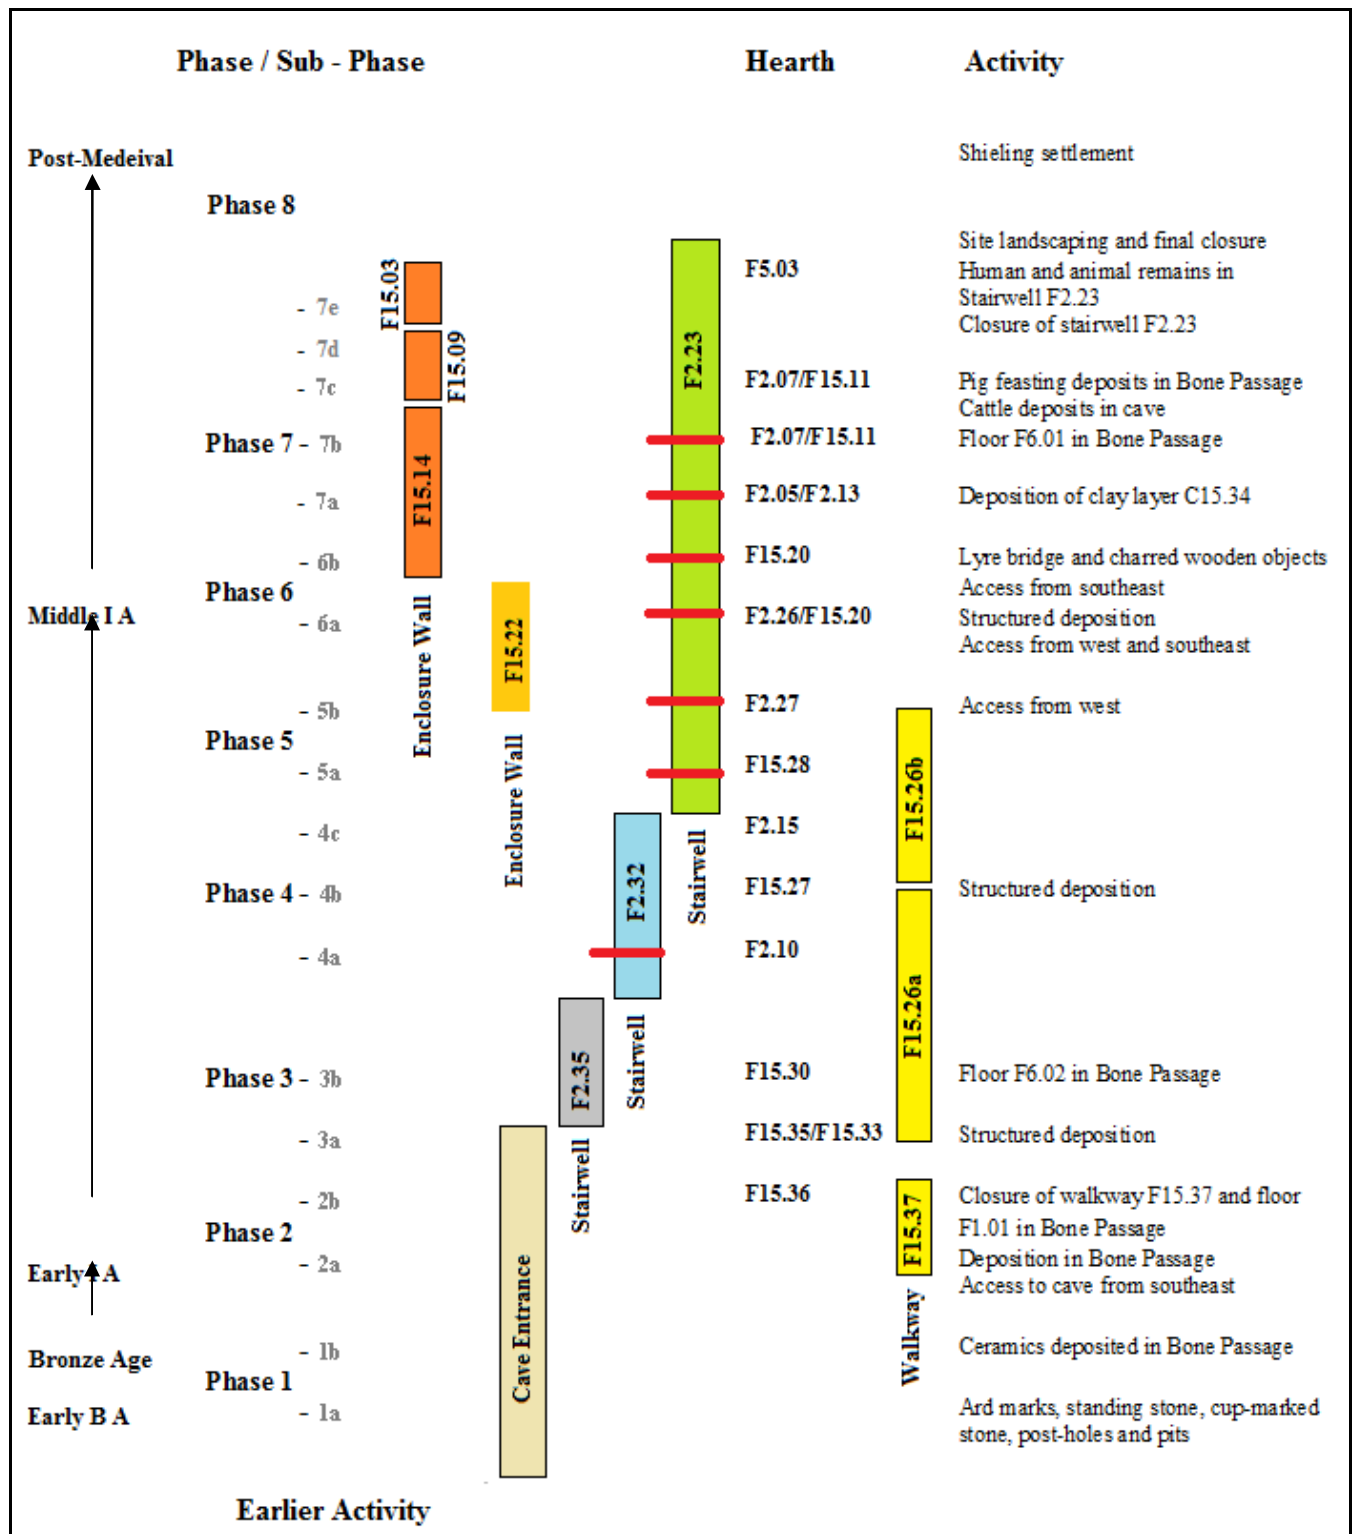 Phase / Sub - Phase Hearth Activity
Post-Medeival
Shieling settlement
Phase 8
Site landscaping and final closure
F5.03
Human and animal remains in
Stairwell F2.23
Closure of stairwell F2.23
F15.03
- 7e
- 7d
F15.09
F2.23
- 7c
F2.07/F15.11
Pig feasting deposits in Bone Passage
Cattle deposits in cave
Phase 7 - 7b
F2.07/F15.11
Floor F6.01 in Bone Passage
F15.14
- 7a
F2.05/F2.13
Deposition of clay layer C15.34
- 6b
F15.20
Lyre bridge and charred wooden objects
Access from southeast
Phase 6
Middle I A
- 6a
F2.26/F15.20
Structured deposition
Access from west and southeast
Enclosure Wall
F15.22
- 5b
F2.27
Access from west
Phase 5
Enclosure Wall
- 5a
F15.28
F15.26b
- 4c
F2.15
Stairwell
F2.32
Phase 4 - 4b
F15.27
Structured deposition
- 4a
F2.10
F15.26a
Stairwell
F2.35
Phase 3 - 3b
F15.30
Floor F6.02 in Bone Passage
- 3a
F15.35/F15.33
Structured deposition
Stairwell
- 2b
F15.36
F15.37
Closure of walkway F15.37 and floor
F1.01 in Bone Passage
Phase 2
- 2a
Deposition in Bone Passage
Access to cave from southeast
Early I A
Cave Entrance
Walkway
Bronze Age
- 1b
Ceramics deposited in Bone Passage
Phase 1
Early B A
- 1a
Ard marks, standing stone, cup-marked
stone, post-holes and pits
Earlier Activity